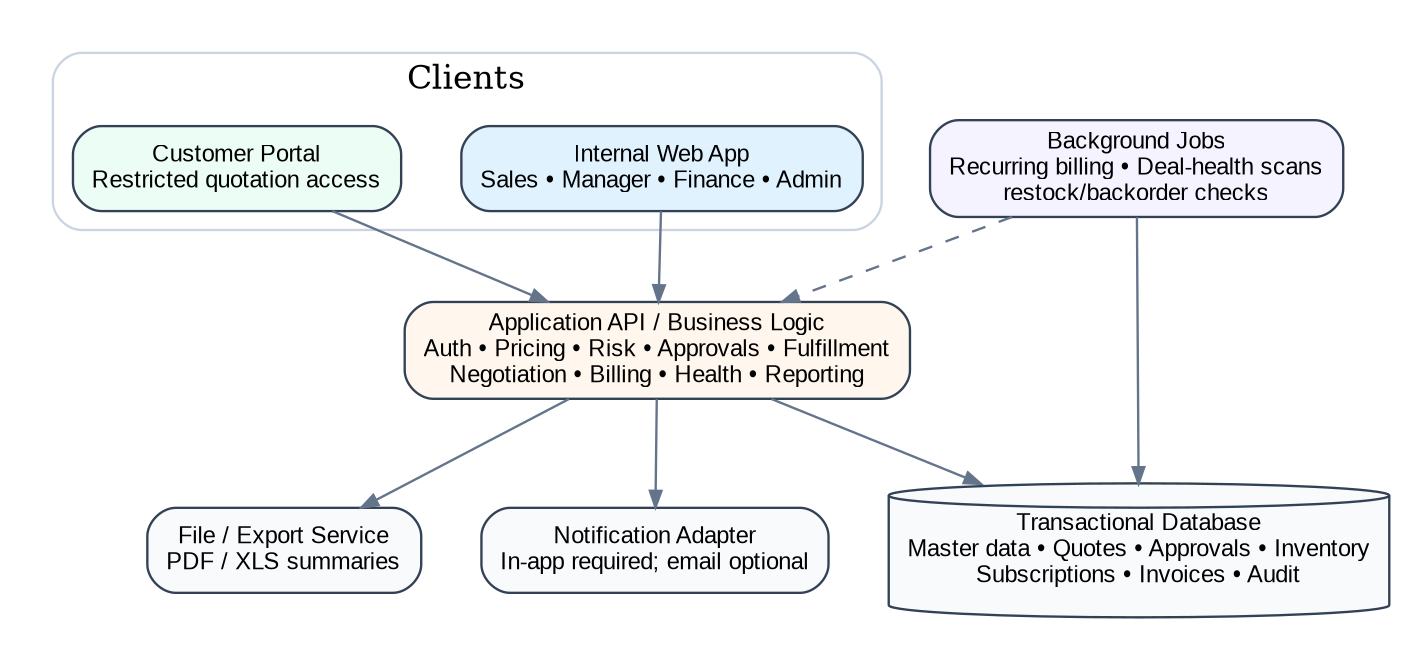 Clients
Customer Portal
Restricted quotation access
Internal Web App
Sales • Manager • Finance • Admin
Background Jobs
Recurring billing • Deal-health scans
restock/backorder checks
Application API / Business Logic
Auth • Pricing • Risk • Approvals • Fulfillment
Negotiation • Billing • Health • Reporting
File / Export Service
PDF / XLS summaries
Notification Adapter
In-app required; email optional
Transactional Database
Master data • Quotes • Approvals • Inventory
Subscriptions • Invoices • Audit